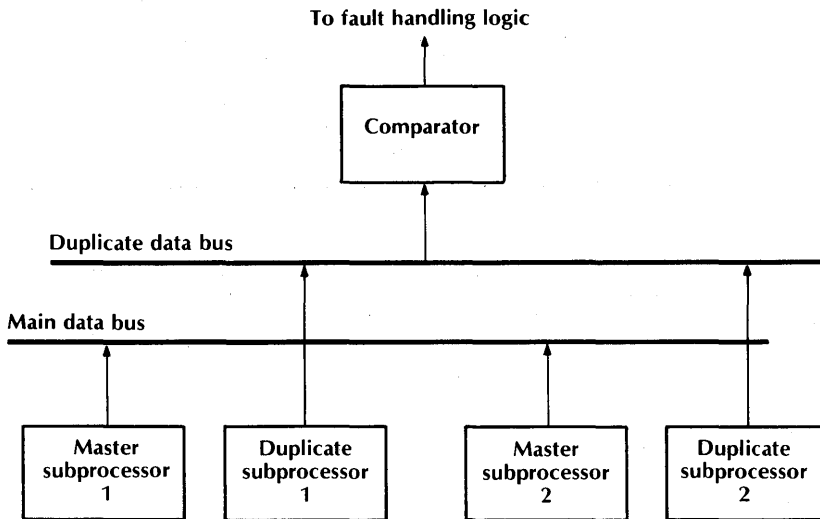 To fault handling logic
Comparator
Duplicate data bus
Main data bus
Master
subprocessor
1
Duplicate
subprocessor
1
Master
subprocessor
2
Duplicate
subprocessor
2